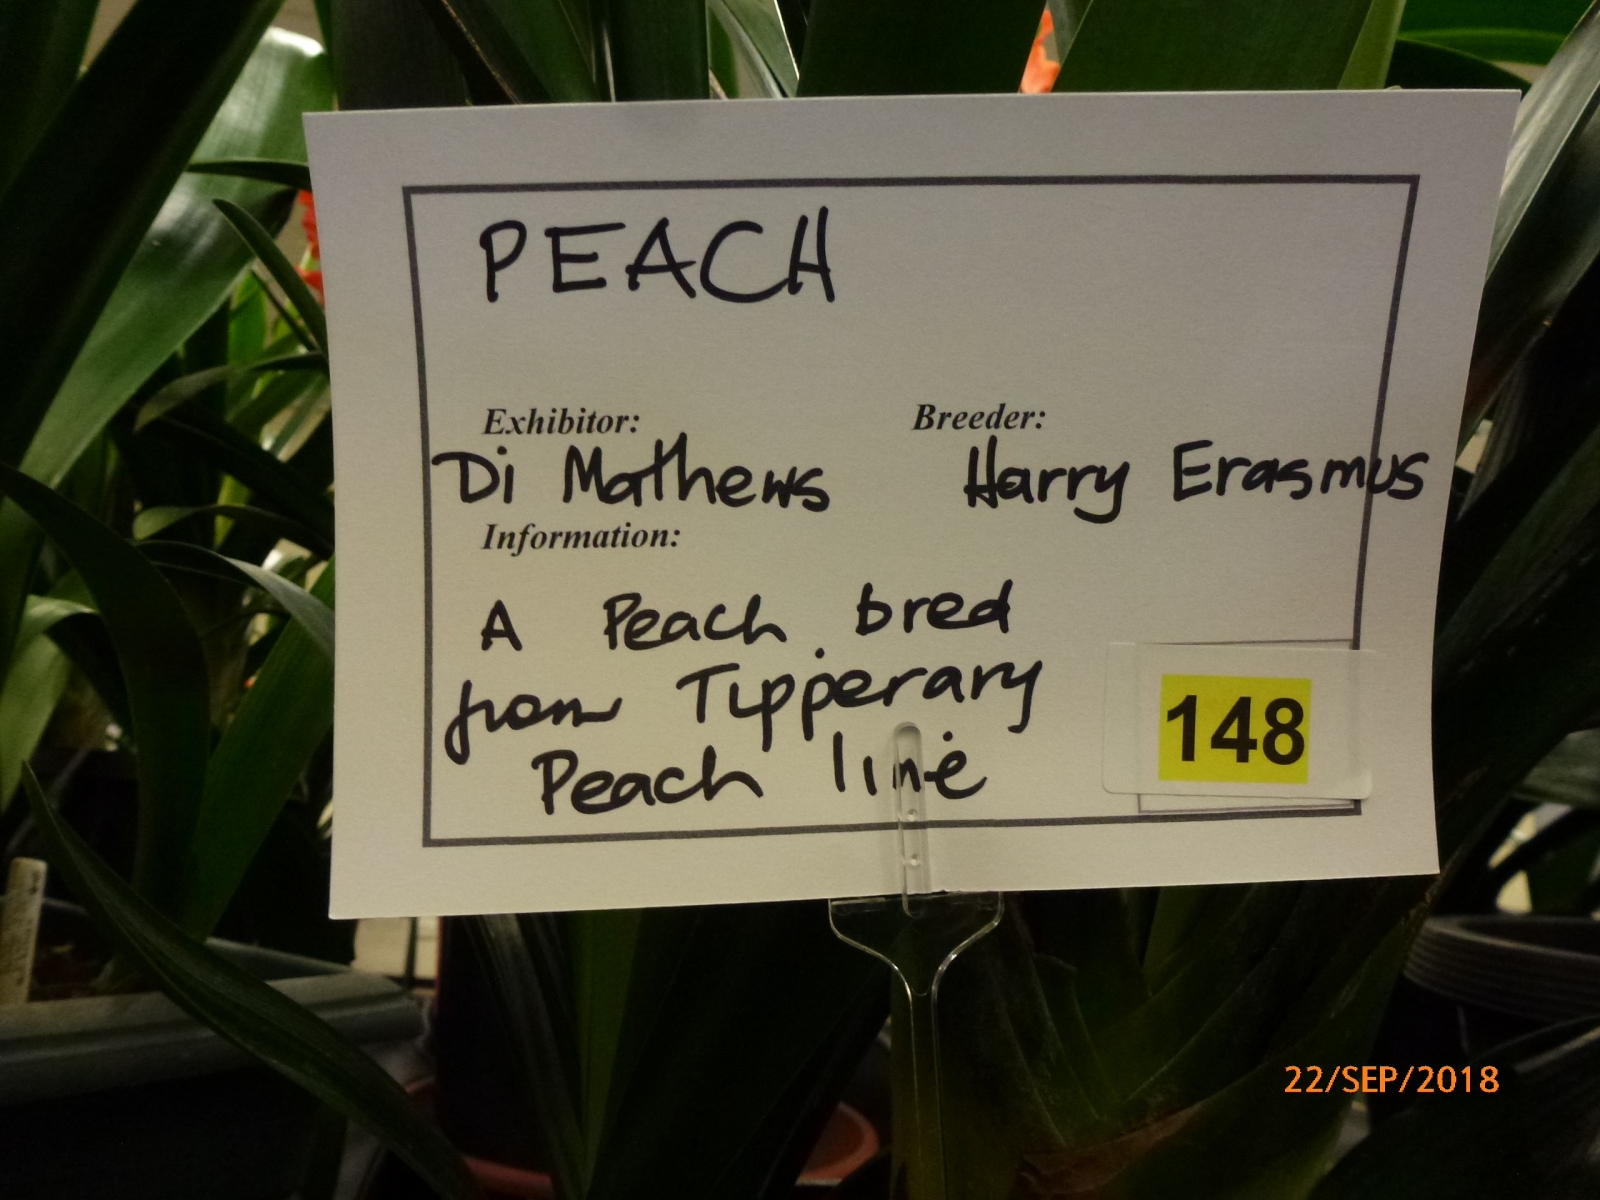 PEACH
Exhibitor: Breeder:
Di Mathews Harry Erasmus
Information:
A Peach bred
from Tipperary
Peach line
148
22/SEP/2018